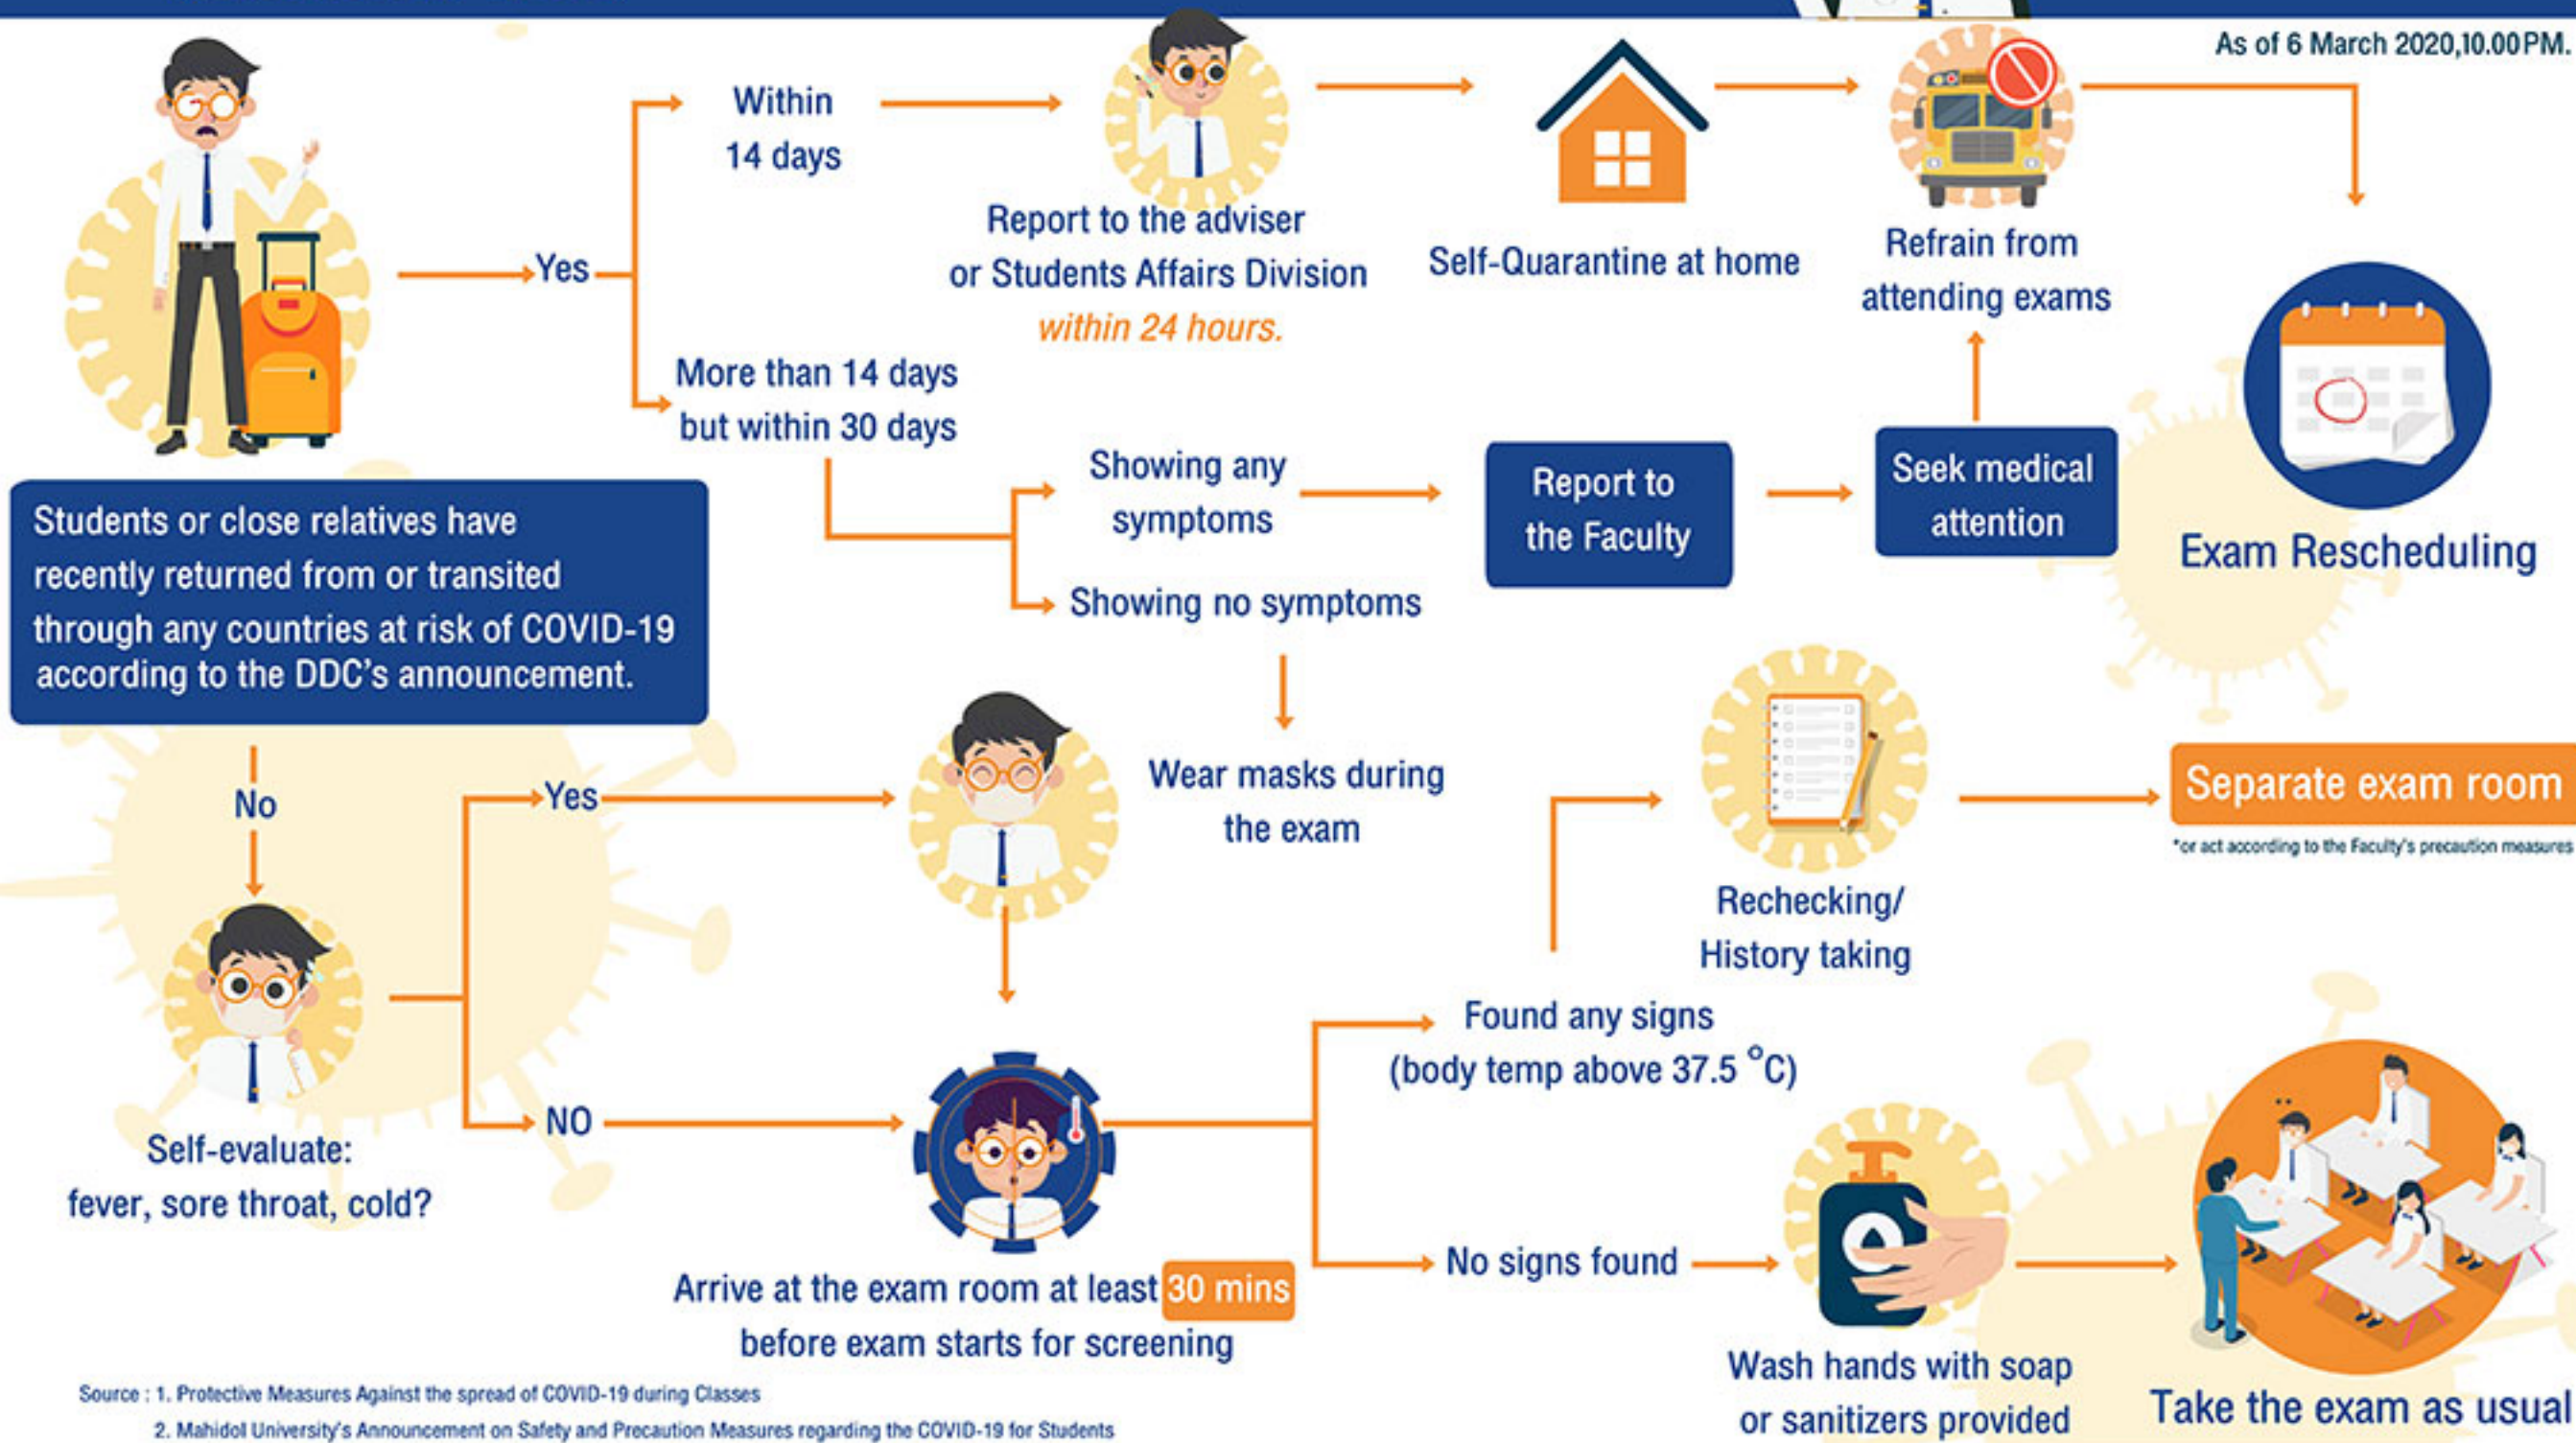 As of 6 March 2020,10.00PM.
Within
14 days
Report to the adviser
or Students Affairs Division
within 24 hours.
Self-Quarantine at home
Refrain from
attending exams
Yes
More than 14 days
but within 30 days
Showing any
symptoms
Report to
the Faculty
Seek medical
attention
Exam Rescheduling
Students or close relatives have
recently returned from or transited
through any countries at risk of COVID-19
according to the DDC's announcement.
Showing no symptoms
Wear masks during
the exam
No
Yes
Self-evaluate:
fever, sore throat, cold?
NO
Arrive at the exam room at least 30 mins
before exam starts for screening
Found any signs
(body temp above 37.5 °C)
Rechecking/
History taking
Separate exam room
*or act according to the Faculty's precaution measures
No signs found
Wash hands with soap
or sanitizers provided
Take the exam as usual
Source : 1. Protective Measures Against the spread of COVID-19 during Classes
2. Mahidol University's Announcement on Safety and Precaution Measures regarding the COVID-19 for Students